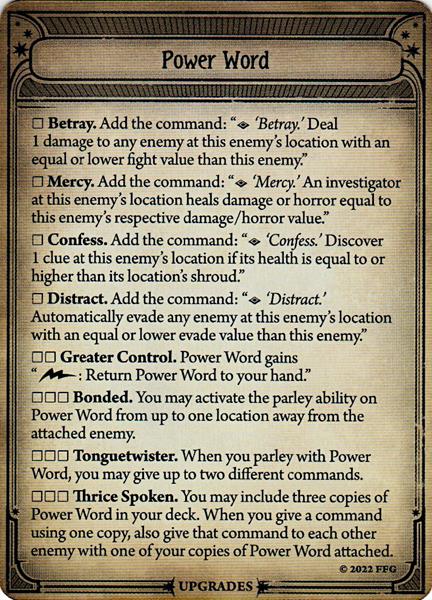 Power Word
☐ Betray. Add the command: “ ‘Betray.’ Deal
1 damage to any enemy at this enemy’s location with an
equal or lower fight value than this enemy.”
☐ Mercy. Add the command: “ ‘Mercy.’ An investigator
at this enemy’s location heals damage or horror equal to
this enemy’s respective damage/horror value.”
☐ Confess. Add the command: “ ‘Confess.’ Discover
1 clue at this enemy’s location if its health is equal to or
higher than its location’s shroud.”
☐ Distract. Add the command: “ ‘Distract.’
Automatically evade any enemy at this enemy’s location
with an equal or lower evade value than this enemy.”
☐☐ Greater Control. Power Word gains
“ : Return Power Word to your hand.”
☐☐☐ Bonded. You may activate the parley ability on
Power Word from up to one location away from the
attached enemy.
☐☐☐ Tonguetwister. When you parley with Power
Word, you may give up to two different commands.
☐☐☐ Thrice Spoken. You may include three copies of
Power Word in your deck. When you give a command
using one copy, also give that command to each other
enemy with one of your copies of Power Word attached.
© 2022 FFG
UPGRADES